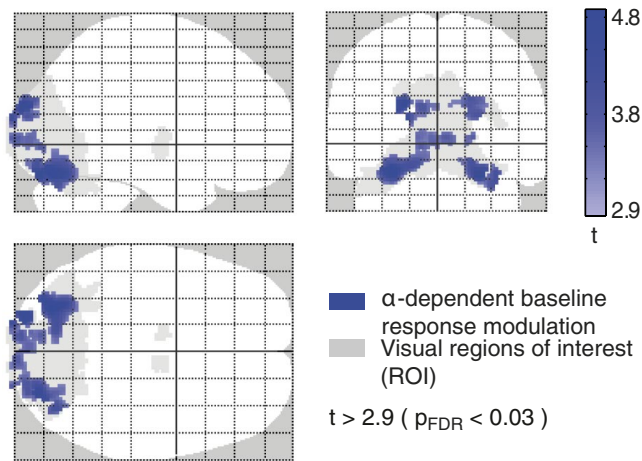 4.8
3.8
2.9
t
α-dependent baseline
response modulation
Visual regions of interest
(ROI)
t > 2.9 ( pFDR < 0.03 )